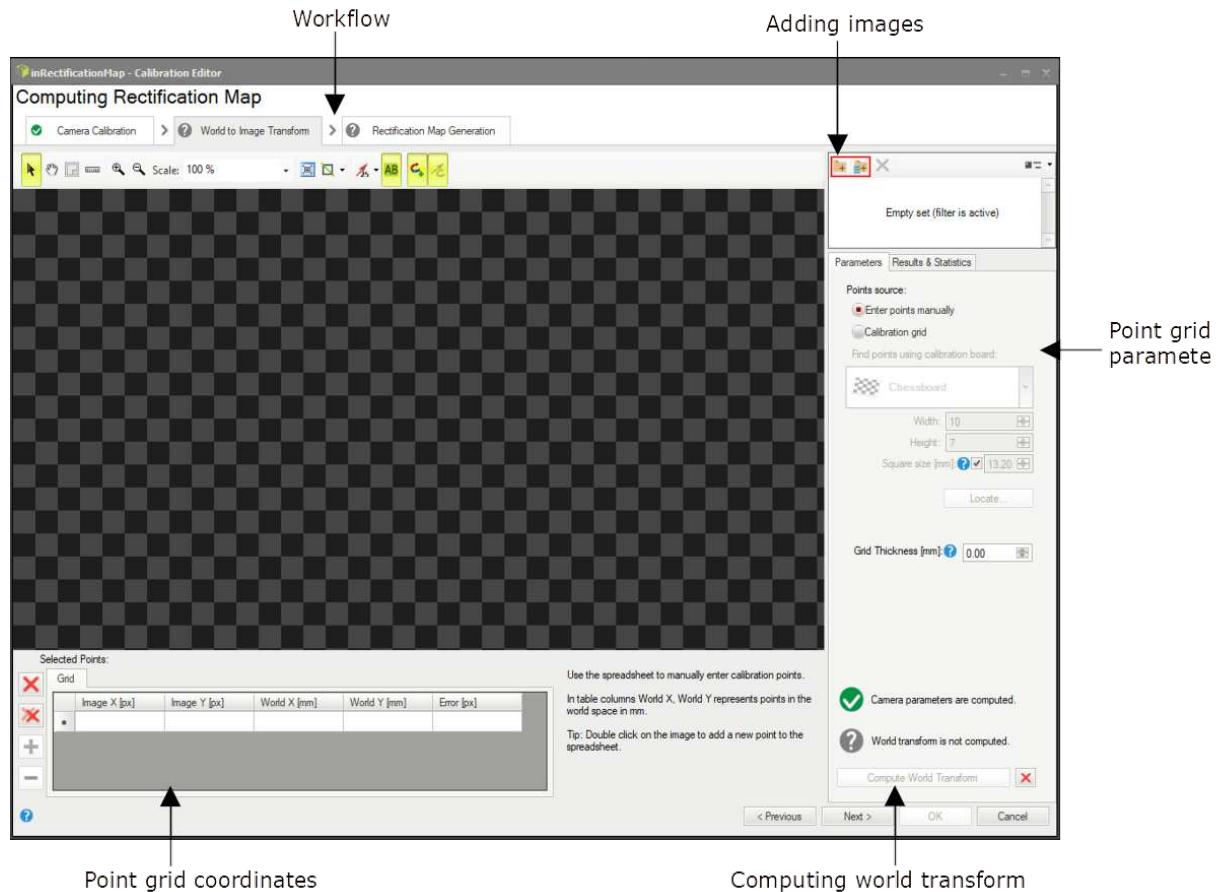 Workflow
Adding images
inRectificationMap - Calibration Editor
Computing Rectification Map
Camera Calibration
World to Image Transform
Rectification Map Generation
Scale: 100 %
AB
Empty set (filter is active)
Parameters
Results & Statistics
Points source:
Enter points manually
Calibration grid
Find points using calibration board:
Chessboard
Width: 10
Height: 7
Square size [mm]: 13.20
Locate...
Grid Thickness [mm]: 0.00
Point grid
paramete
Selected Points:
Grid
Image X [px] Image Y [px] World X [mm] World Y [mm] Error [px]
Use the spreadsheet to manually enter calibration points.
In table columns World X, World Y represents points in the
world space in mm.
Tip: Double click on the image to add a new point to the
spreadsheet.
Camera parameters are computed.
World transform is not computed.
Compute World Transform
< Previous
Next >
OK
Cancel
Point grid coordinates
Computing world transform